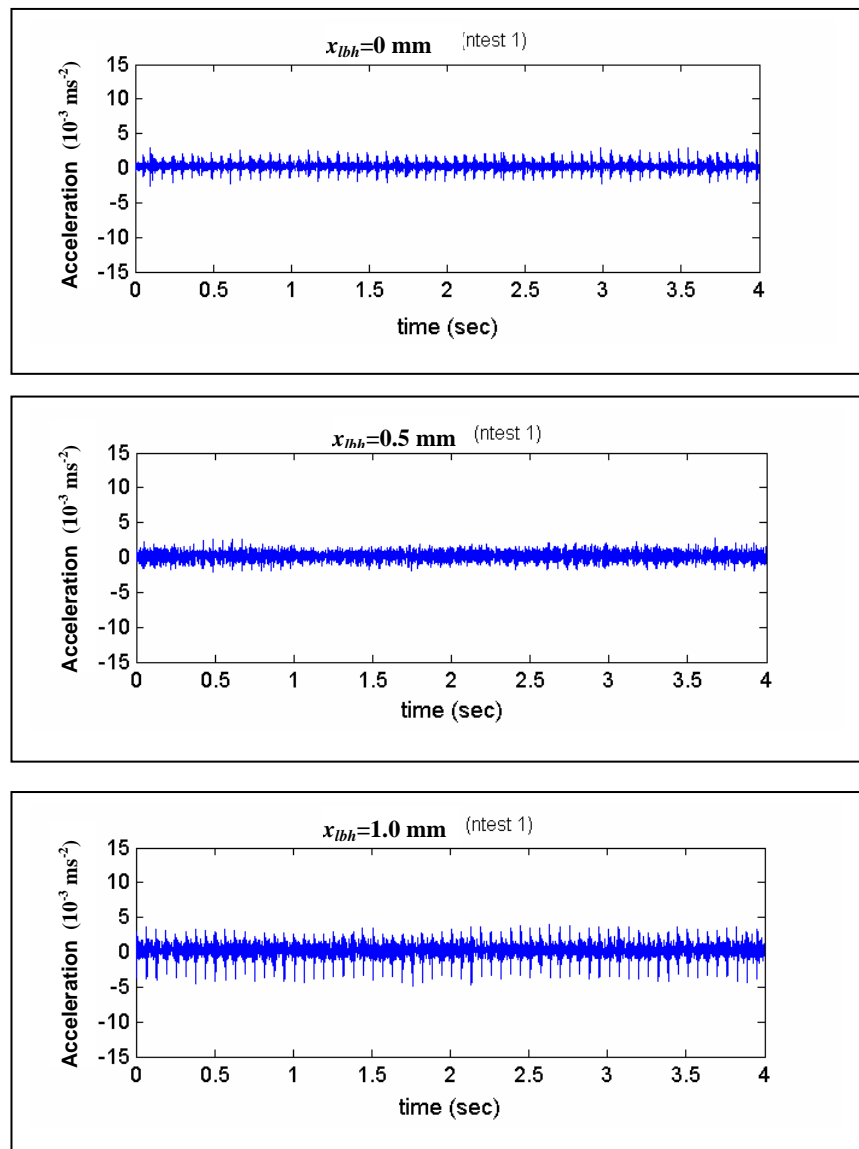 x_lbh=0 mm (ntest 1)
Acceleration (10⁻³ ms⁻²)
15
10
5
0
-5
-10
-15
0 0.5 1 1.5 2 2.5 3 3.5 4
time (sec)
x_lbh=0.5 mm (ntest 1)
Acceleration (10⁻³ ms⁻²)
15
10
5
0
-5
-10
-15
0 0.5 1 1.5 2 2.5 3 3.5 4
time (sec)
x_lbh=1.0 mm (ntest 1)
Acceleration (10⁻³ ms⁻²)
15
10
5
0
-5
-10
-15
0 0.5 1 1.5 2 2.5 3 3.5 4
time (sec)